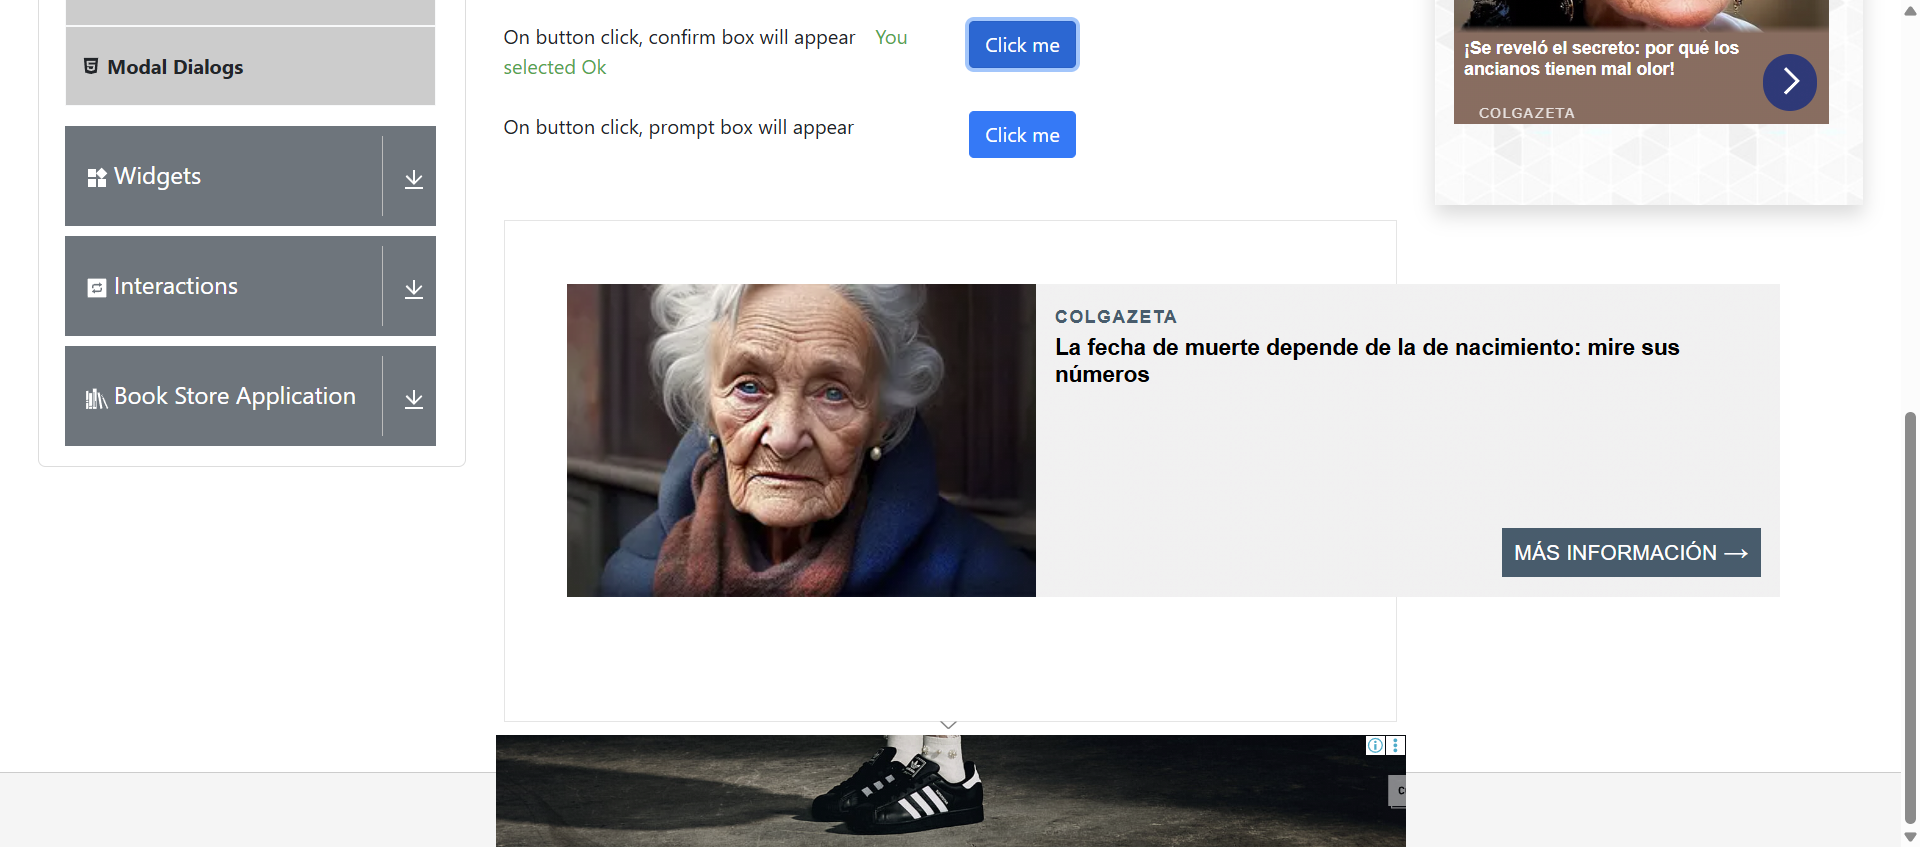 Modal Dialogs
Widgets
Interactions
Book Store Application
On button click, confirm box will appear You
selected Ok
Click me
On button click, prompt box will appear
Click me
¡Se reveló el secreto: por qué los
ancianos tienen mal olor!
COLGAZETA
COLGAZETA
La fecha de muerte depende de la de nacimiento: mire sus
números
MÁS INFORMACIÓN →